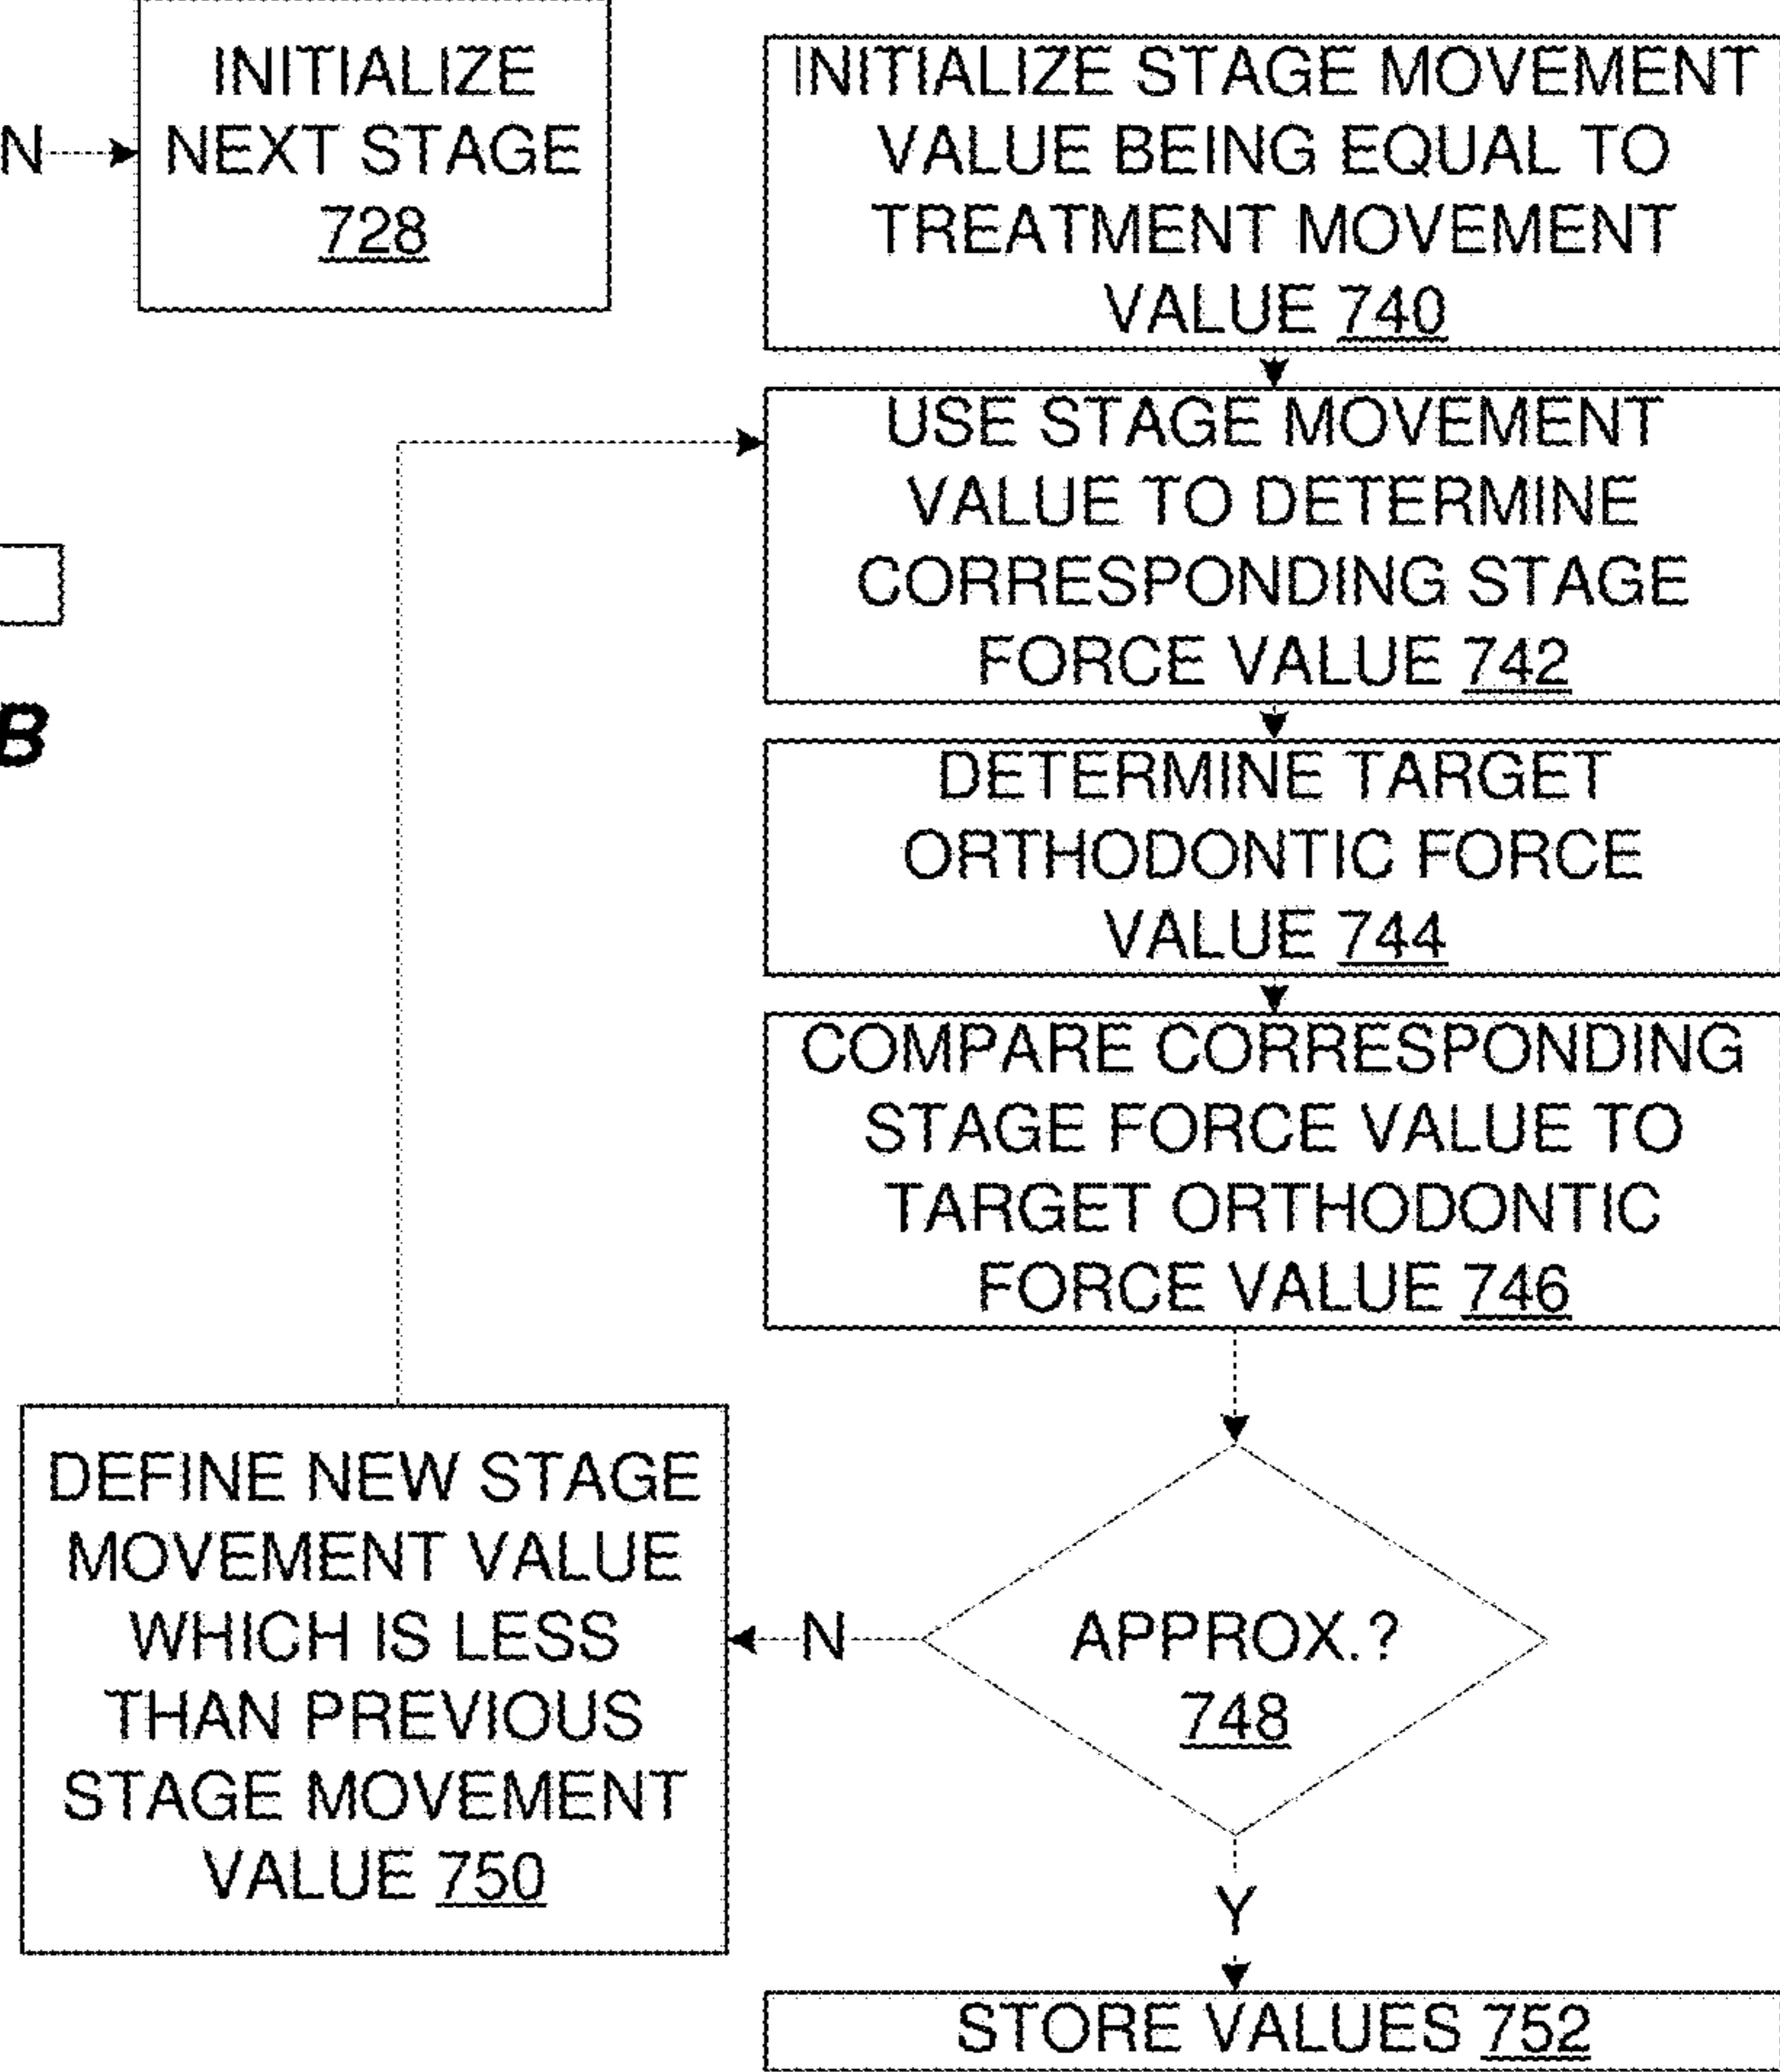 N
INITIALIZE
NEXT STAGE
728
B
INITIALIZE STAGE MOVEMENT
VALUE BEING EQUAL TO
TREATMENT MOVEMENT
VALUE 740
USE STAGE MOVEMENT
VALUE TO DETERMINE
CORRESPONDING STAGE
FORCE VALUE 742
DETERMINE TARGET
ORTHODONTIC FORCE
VALUE 744
COMPARE CORRESPONDING
STAGE FORCE VALUE TO
TARGET ORTHODONTIC
FORCE VALUE 746
APPROX.?
748
N
DEFINE NEW STAGE
MOVEMENT VALUE
WHICH IS LESS
THAN PREVIOUS
STAGE MOVEMENT
VALUE 750
Y
STORE VALUES 752